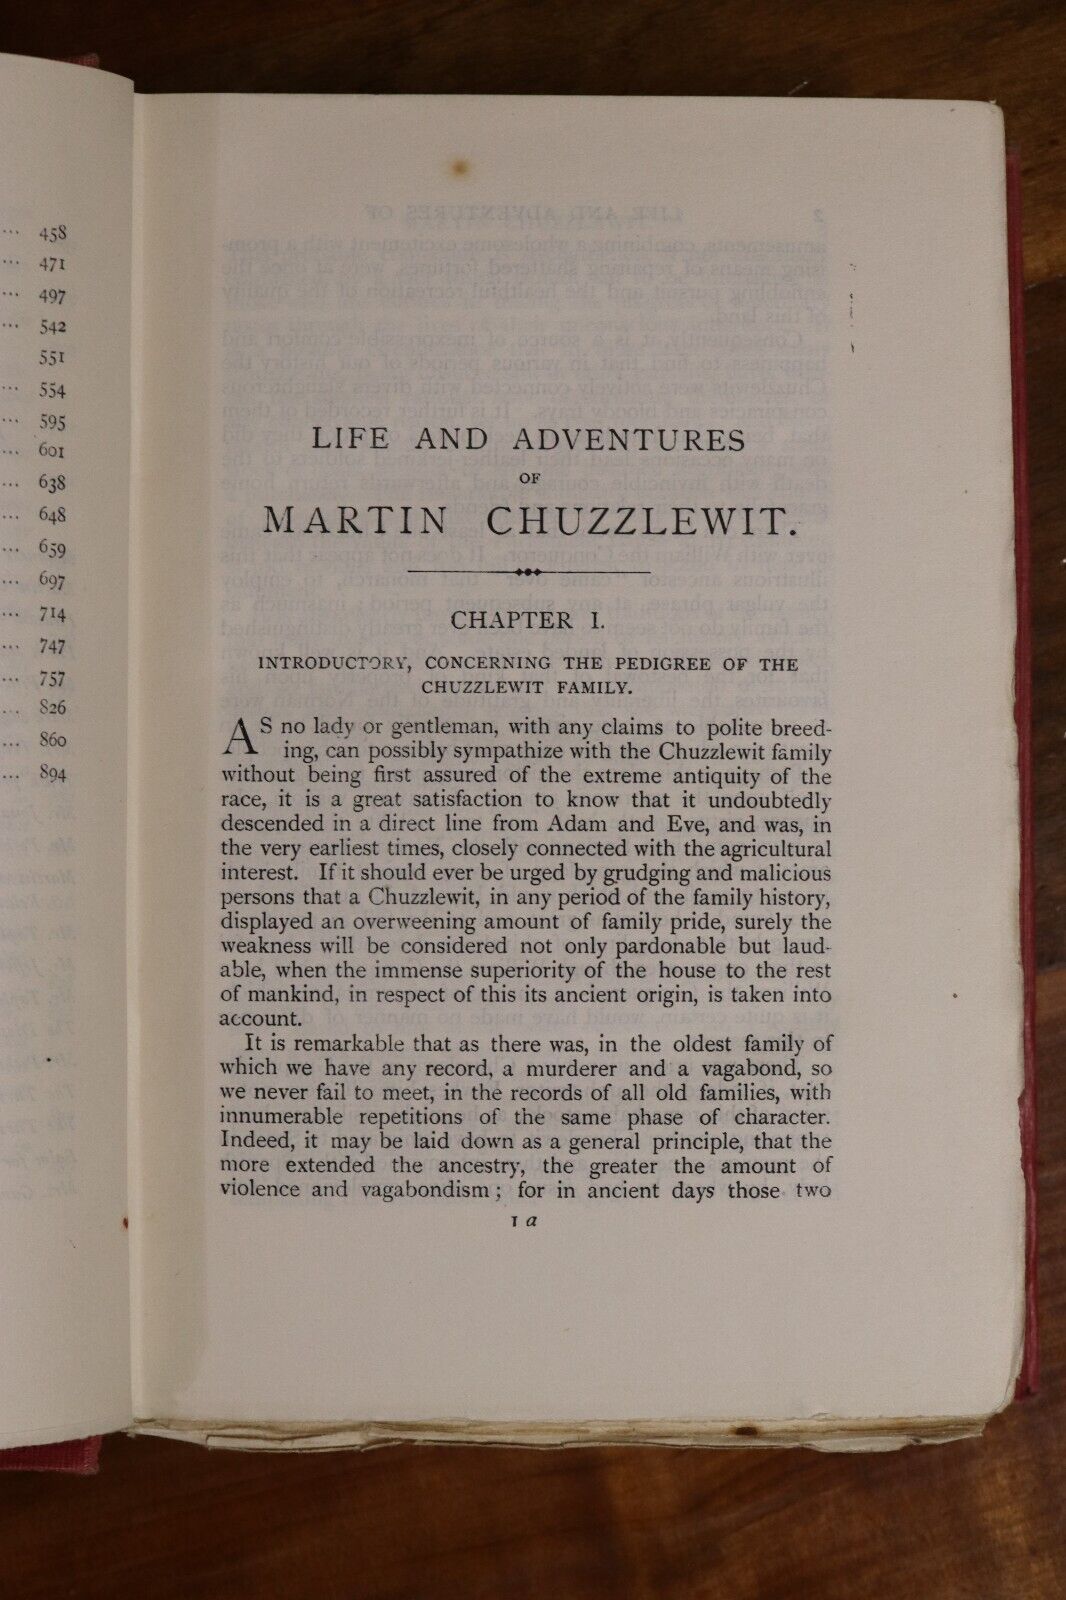 ... 458
... 471
... 497
... 542
551
... 554
... 595
... 601
... 638
... 648
... 659
... 697
... 714
... 747
... 757
... 826
... 860
... 894
LIFE AND ADVENTURES
OF
MARTIN CHUZZLEWIT.
CHAPTER I.
INTRODUCTORY, CONCERNING THE PEDIGREE OF THE
CHUZZLEWIT FAMILY.
AS no lady or gentleman, with any claims to polite breed-
ing, can possibly sympathize with the Chuzzlewit family
without being first assured of the extreme antiquity of the
race, it is a great satisfaction to know that it undoubtedly
descended in a direct line from Adam and Eve, and was, in
the very earliest times, closely connected with the agricultural
interest. If it should ever be urged by grudging and malicious
persons that a Chuzzlewit, in any period of the family history,
displayed an overweening amount of family pride, surely the
weakness will be considered not only pardonable but laud-
able, when the immense superiority of the house to the rest
of mankind, in respect of this its ancient origin, is taken into
account.
It is remarkable that as there was, in the oldest family of
which we have any record, a murderer and a vagabond, so
we never fail to meet, in the records of all old families, with
innumerable repetitions of the same phase of character.
Indeed, it may be laid down as a general principle, that the
more extended the ancestry, the greater the amount of
violence and vagabondism ; for in ancient days those two
1 a